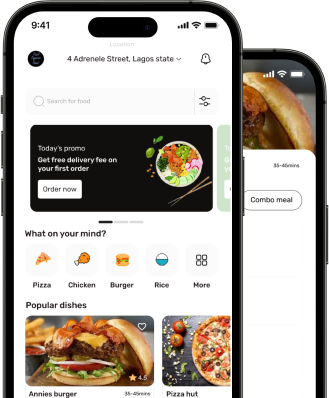 9:41
Location
4 Adrenele Street, Lagos state
Search for food
Today's promo
Get free delivery fee on
your first order
Order now
What on your mind?
Pizza Chicken Burger Rice More
Popular dishes
4.5
Annies burger 35-45mins
Pizza hut
35-45mins
Combo meal